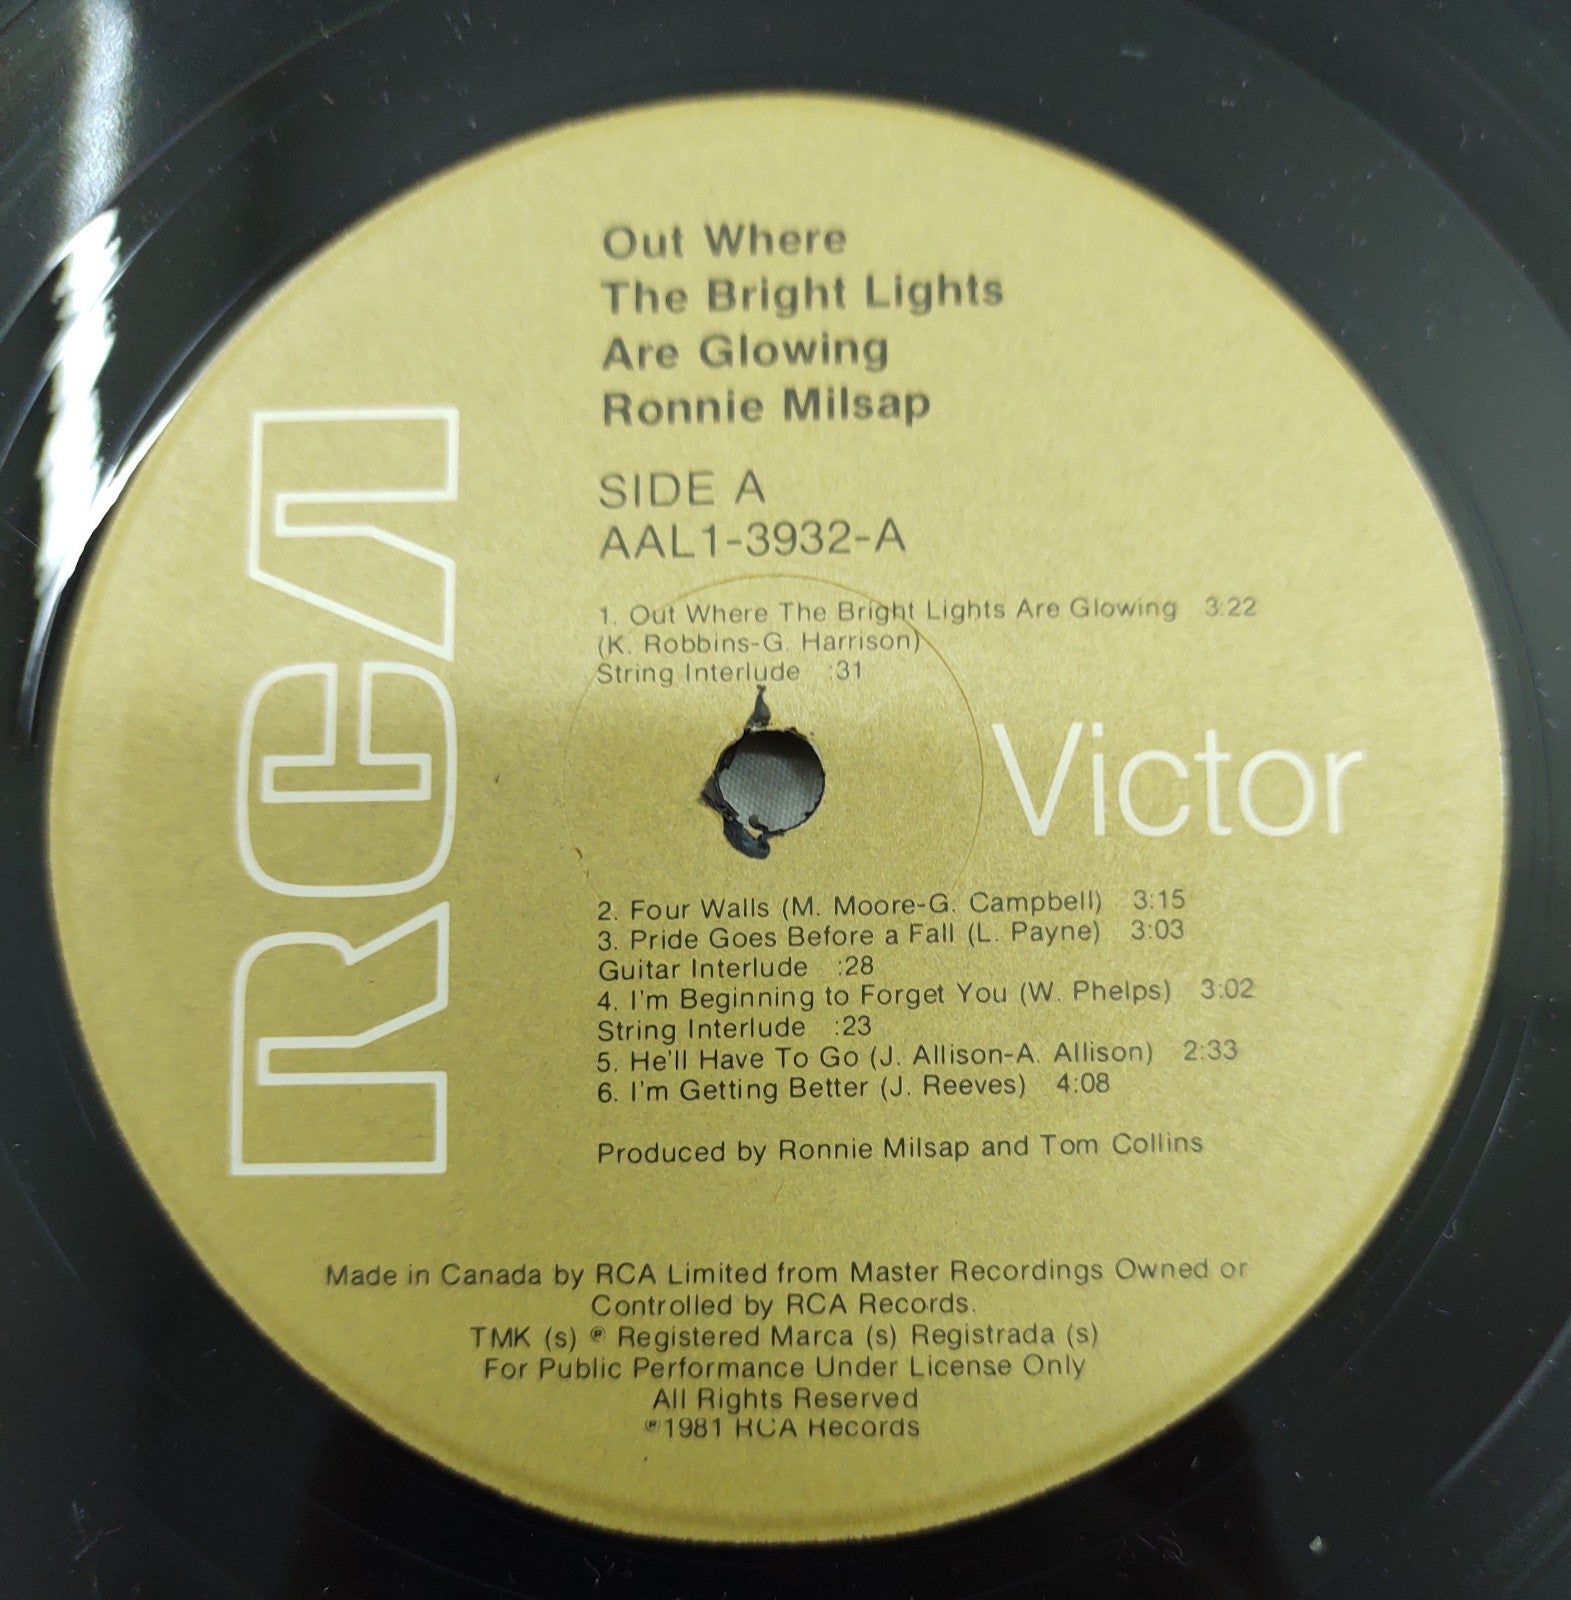 Out Where
The Bright Lights
Are Glowing
Ronnie Milsap
SIDE A
AAL1-3932-A
1. Out Where The Bright Lights Are Glowing 3:22
(K. Robbins-G. Harrison)
String Interlude :31
RCA
Victor
2. Four Walls (M. Moore-G. Campbell) 3:15
3. Pride Goes Before a Fall (L. Payne) 3:03
Guitar Interlude :28
4. I'm Beginning to Forget You (W. Phelps) 3:02
String Interlude :23
5. He'll Have To Go (J. Allison-A. Allison) 2:33
6. I'm Getting Better (J. Reeves) 4:08
Produced by Ronnie Milsap and Tom Collins
Made in Canada by RCA Limited from Master Recordings Owned or
Controlled by RCA Records.
TMK (s) ® Registered Marca (s) Registrada (s)
For Public Performance Under License Only
All Rights Reserved
℗1981 RCA Records